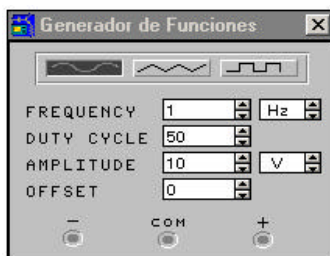 Generador de Funciones
FREQUENCY 1 Hz
DUTY CYCLE 50
AMPLITUDE 10 V
OFFSET 0
- COM +